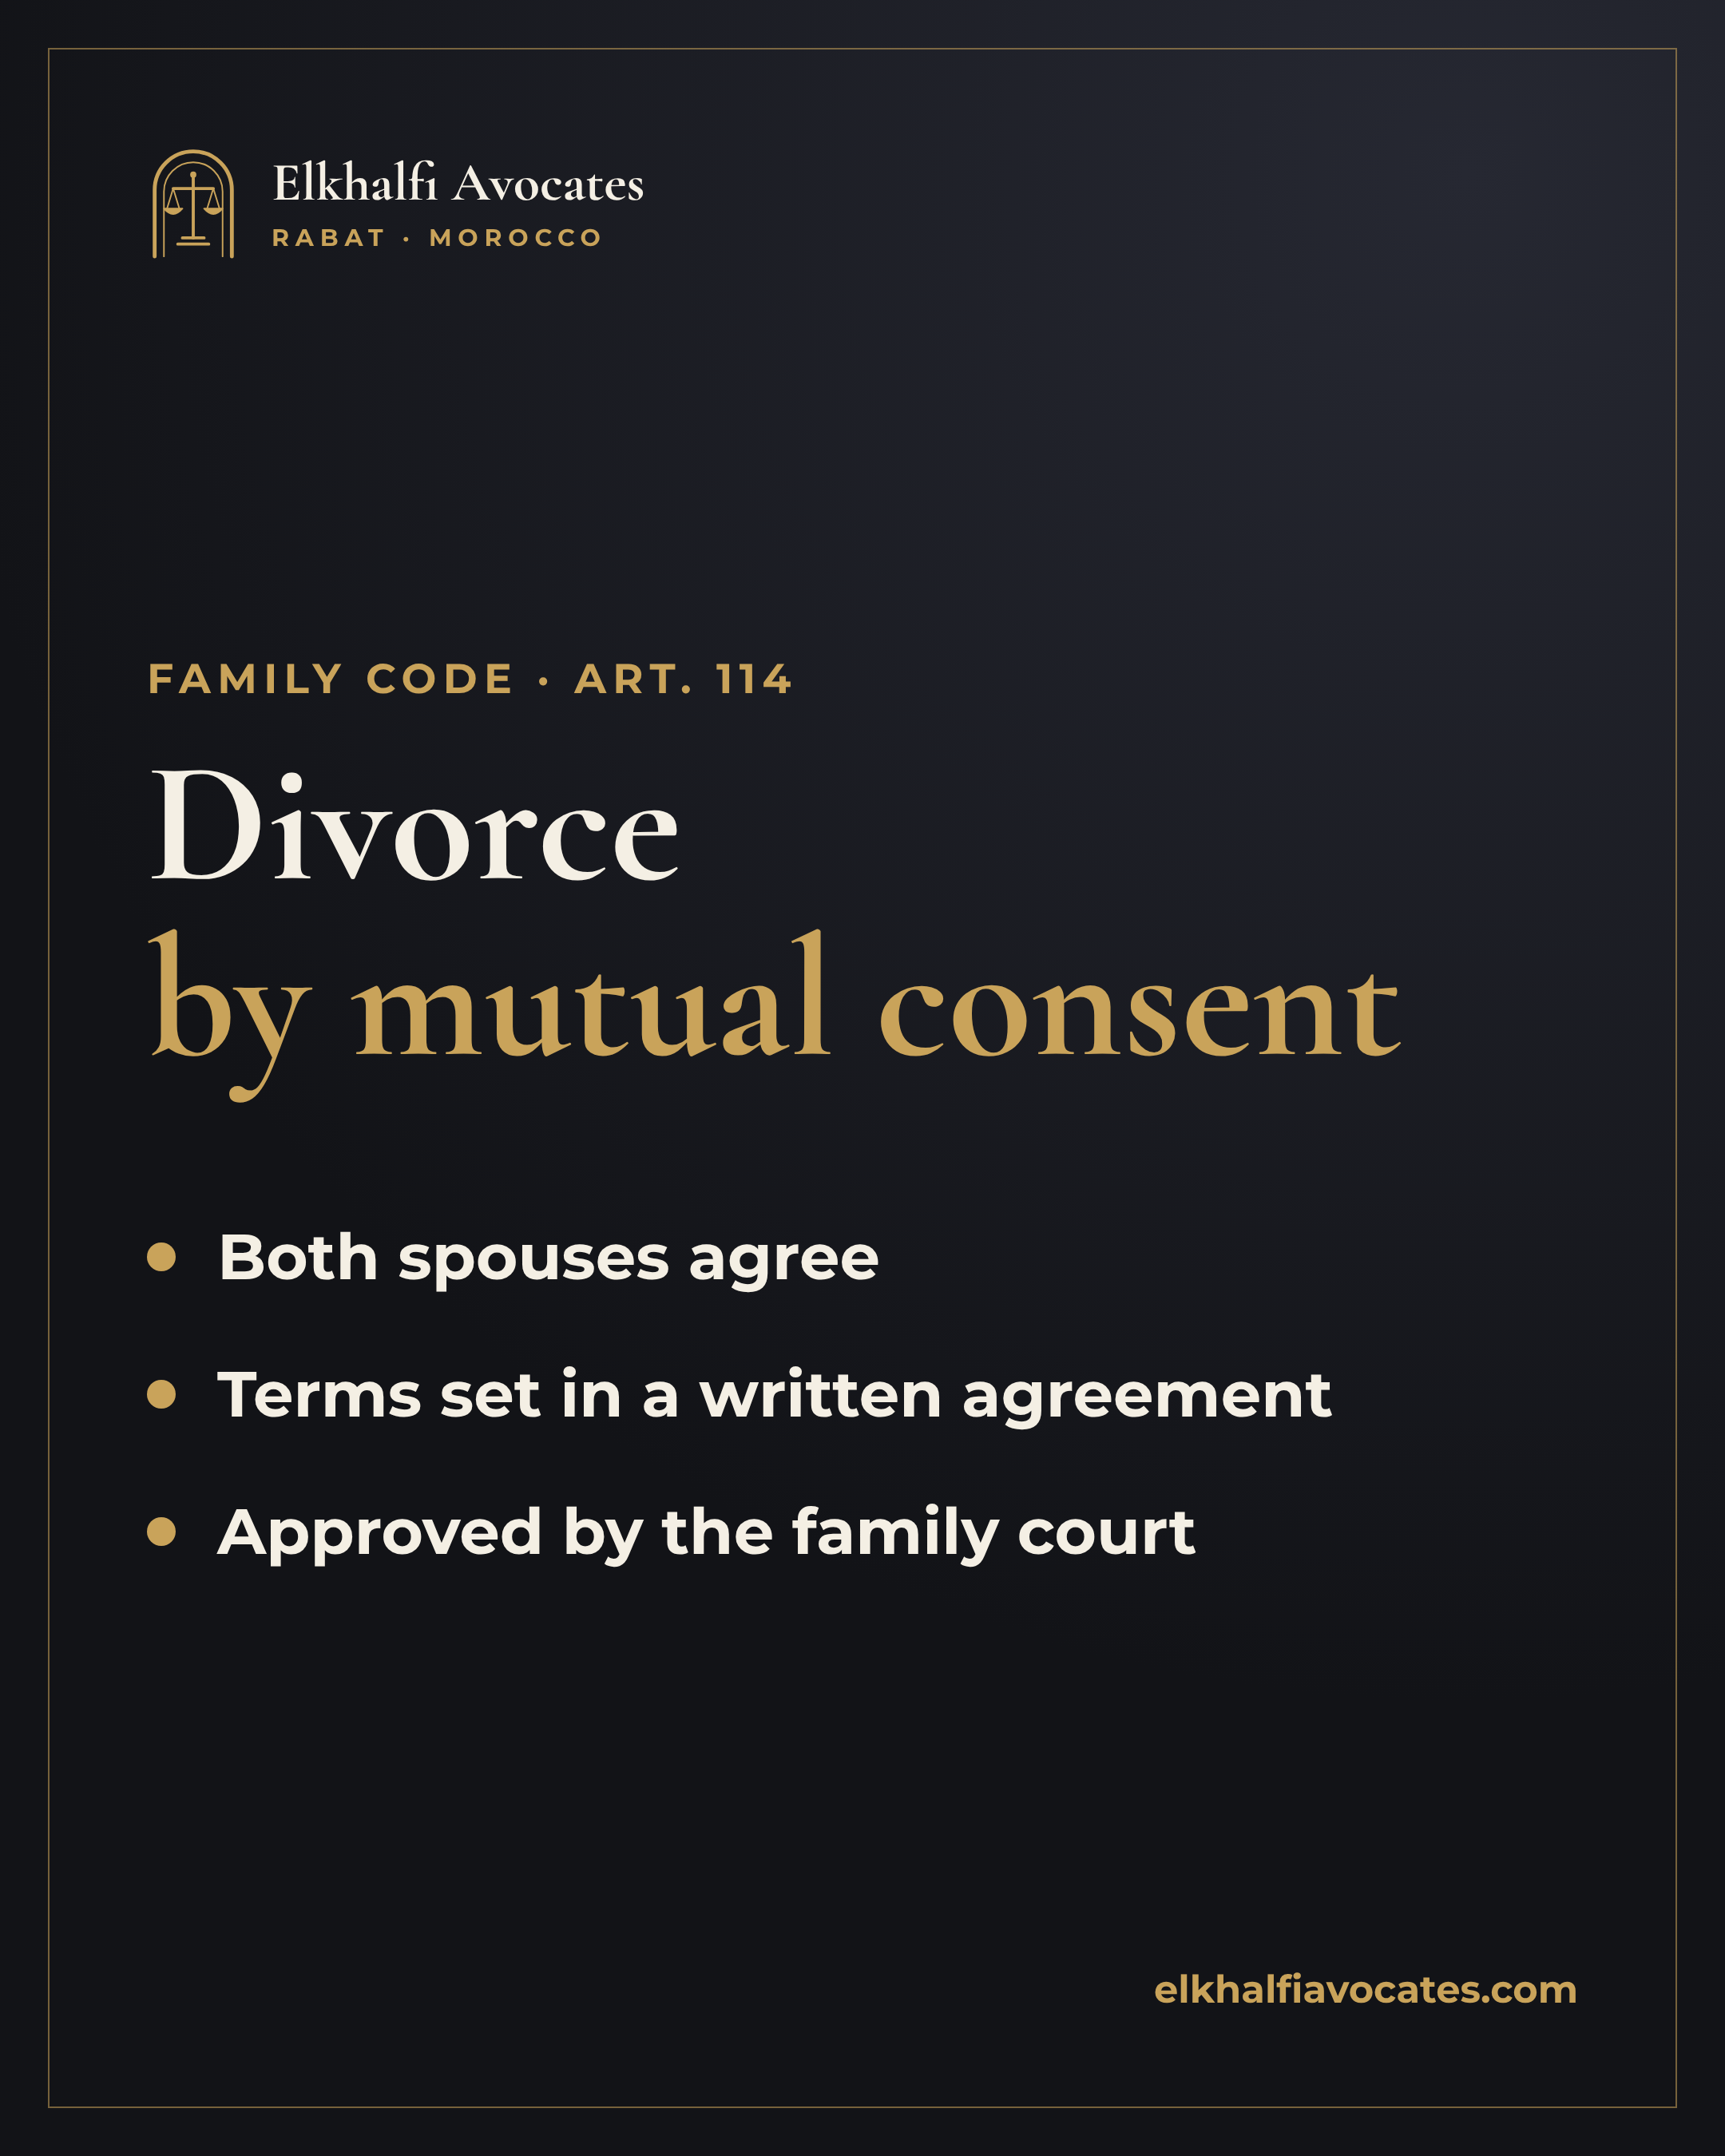 Elkhalfi Avocates
RABAT · MOROCCO
FAMILY CODE · ART. 114
Divorce
by mutual consent
Both spouses agree
Terms set in a written agreement
Approved by the family court
elkhalfiavocates.com